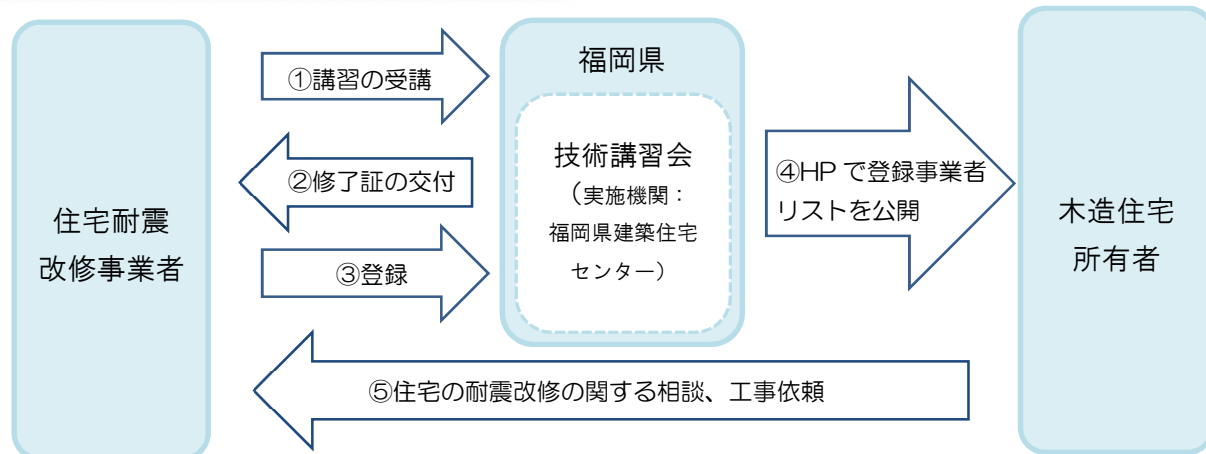 住宅耐震
改修事業者
①講習の受講
②修了証の交付
③登録
福岡県
技術講習会
（実施機関：
福岡県建築住宅
センター）
④HPで登録事業者
リストを公開
木造住宅
所有者
⑤住宅の耐震改修の関する相談、工事依頼